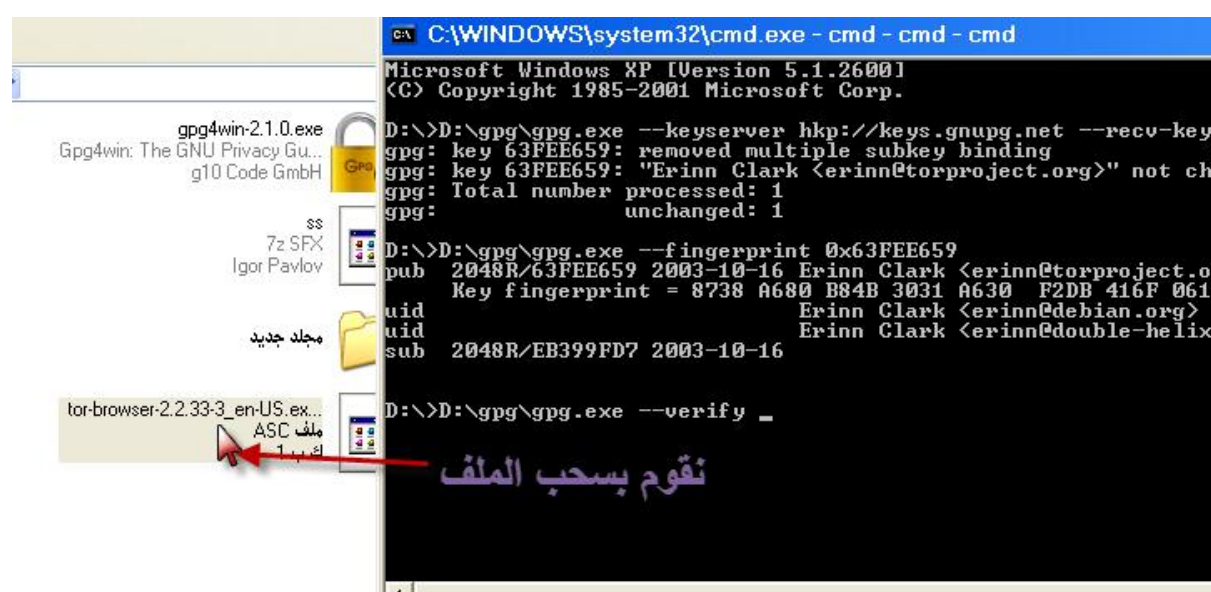 C:\WINDOWS\system32\cmd.exe - cmd - cmd - cmd
Microsoft Windows XP [Version 5.1.2600]
(C) Copyright 1985-2001 Microsoft Corp.
D:\>D:\gpg\gpg.exe --keyserver hkp://keys.gnupg.net --recv-key
gpg: key 63FEE659: removed multiple subkey binding
gpg: key 63FEE659: "Erinn Clark <erinn@torproject.org>" not ch
gpg: Total number processed: 1
gpg: unchanged: 1
D:\>D:\gpg\gpg.exe --fingerprint 0x63FEE659
pub 2048R/63FEE659 2003-10-16 Erinn Clark <erinn@torproject.o
Key fingerprint = 8738 A680 B84B 3031 A630 F2DB 416F 061
uid Erinn Clark <erinn@debian.org>
uid Erinn Clark <erinn@double-helix
sub 2048R/EB399FD7 2003-10-16
D:\>D:\gpg\gpg.exe --verify _
نقوم بسحب الملف
gpg4win-2.1.0.exe
Gpg4win: The GNU Privacy Gu...
g10 Code GmbH
ss
7z SFX
Igor Pavlov
مجلد جديد
tor-browser-2.2.33-3_en-US.ex...
ملف ASC
1